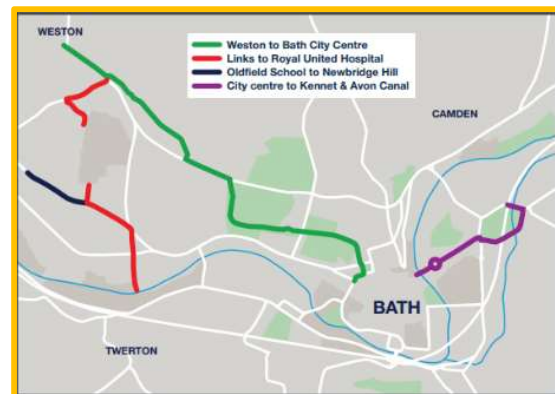 WESTON
Weston to Bath City Centre
Links to Royal United Hospital
Oldfield School to Newbridge Hill
City centre to Kennet & Avon Canal
CAMDEN
BATH
TWERTON